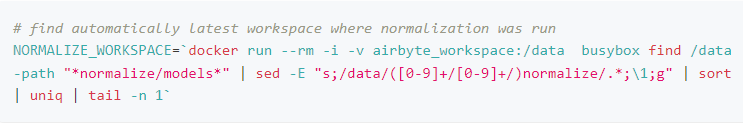 # find automatically latest workspace where normalization was run
NORMALIZE_WORKSPACE=`docker run --rm -i -v airbyte_workspace:/data  busybox find /data
-path "*normalize/models*" | sed -E "s;/data/([0-9]+/[0-9]+/)normalize/.*;\1;g" | sort
| uniq | tail -n 1`